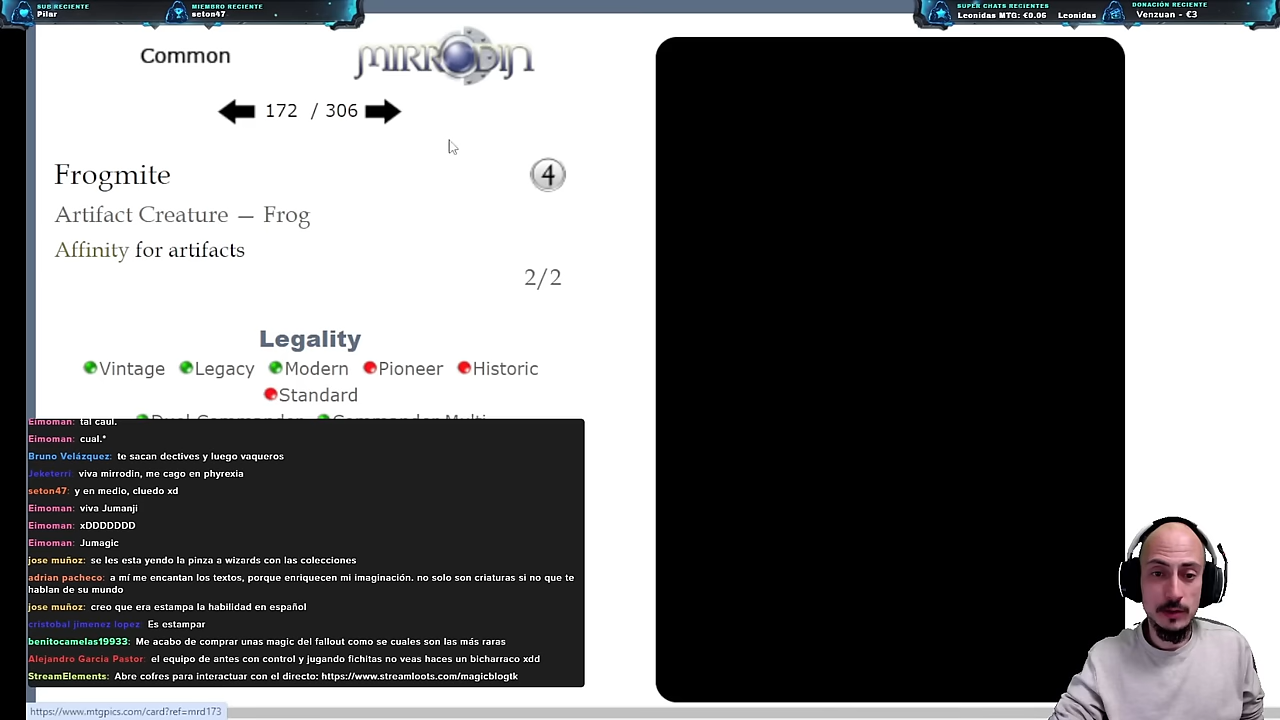 SUB RECIENTE
Pilar
MIEMBRO RECIENTE
seton47
SUPER CHATS RECIENTES
Leonidas MTG: €0.06 Leonidas
DONACIÓN RECIENTE
Venzuan - €3
Common
MIRRODIN
172 / 306
Frogmite
4
Artifact Creature — Frog
Affinity for artifacts
2/2
Legality
Vintage Legacy Modern Pioneer Historic
Standard
Dual Commander Commander Multi
Eimoman: tal caul.
Eimoman: cual.*
Bruno Velázquez: te sacan dectives y luego vaqueros
Jeketerri: viva mirrodin, me cago en phyrexia
seton47: y en medio, cluedo xd
Eimoman: viva Jumanji
Eimoman: xDDDDDDD
Eimoman: Jumagic
jose muñoz: se les esta yendo la pinza a wizards con las colecciones
adrian pacheco: a mí me encantan los textos, porque enriquecen mi imaginación. no solo son criaturas si no que te
hablan de su mundo
jose muñoz: creo que era estampa la habilidad en español
cristobal jimenez lopez: Es estampar
benitocamelas19933: Me acabo de comprar unas magic del fallout como se cuales son las más raras
Alejandro Garcia Pastor: el equipo de antes con control y jugando fichitas no veas haces un bicharraco xdd
StreamElements: Abre cofres para interactuar con el directo: https://www.streamloots.com/magicblogtk
https://www.mtgpics.com/card?ref=mrd173